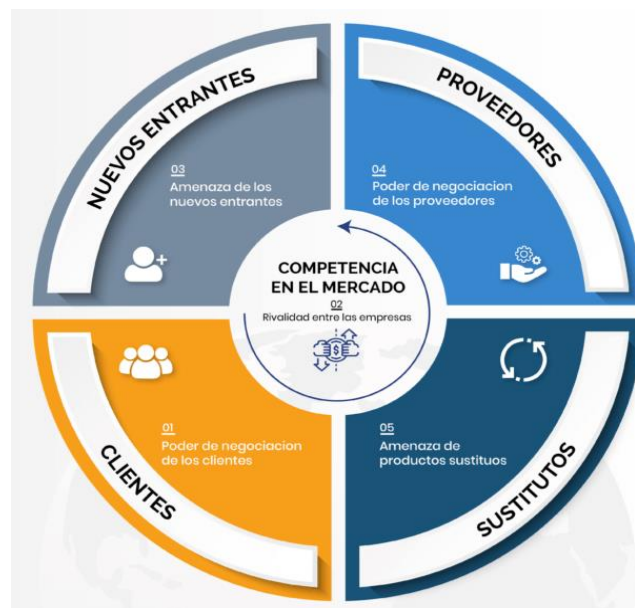 NUEVOS ENTRANTES
03
Amenaza de los
nuevos entrantes
PROVEEDORES
04
Poder de negociacion
de los proveedores
COMPETENCIA
EN EL MERCADO
02
Rivalidad entre las empresas
$
CLIENTES
01
Poder de negociacion
de los clientes
SUSTITUTOS
05
Amenaza de
productos sustituos